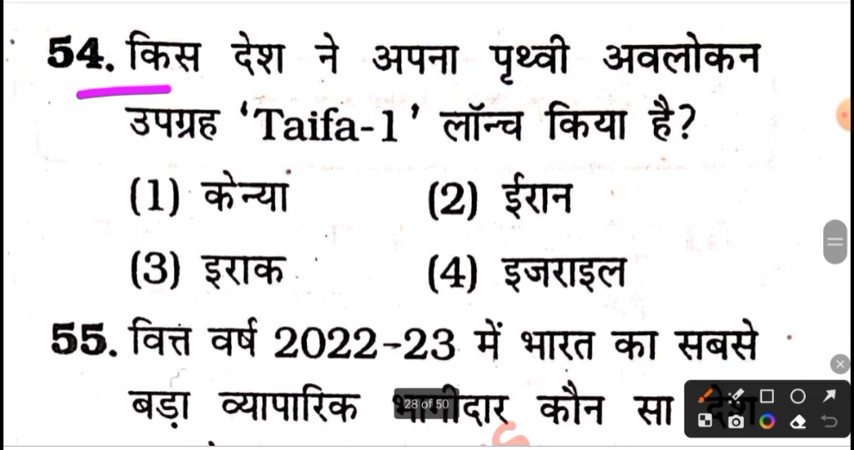 54. किस देश ने अपना पृथ्वी अवलोकन
उपग्रह ‘Taifa-1’ लॉन्च किया है?
(1) केन्या (2) ईरान
(3) इराक (4) इजराइल
55. वित्त वर्ष 2022-23 में भारत का सबसे
बड़ा व्यापारिक भागीदार कौन सा देश
28 of 50